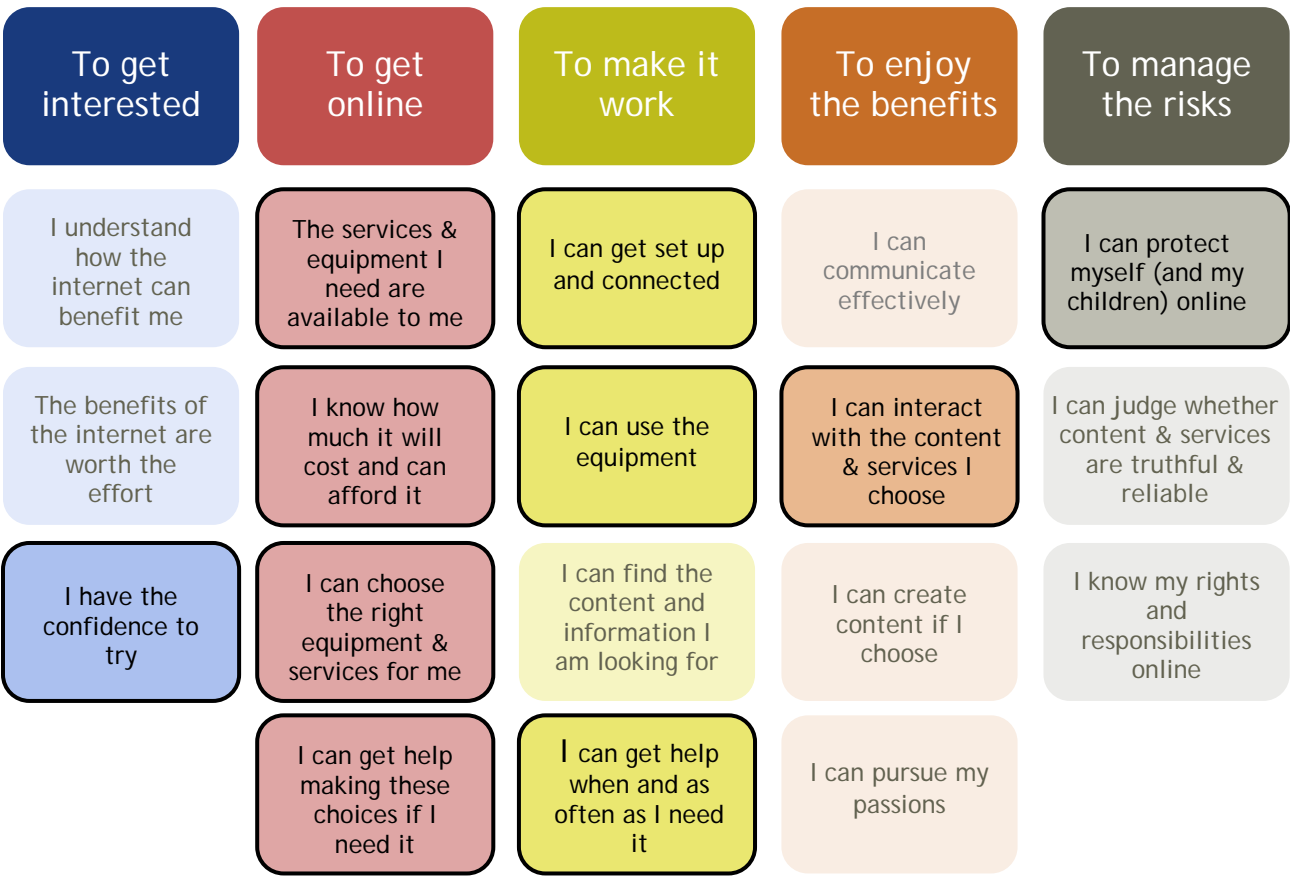 To get
interested
To get
online
To make it
work
To enjoy
the benefits
To manage
the risks
I understand
how the
internet can
benefit me
The services &
equipment I
need are
available to me
I can get set up
and connected
I can
communicate
effectively
I can protect
myself (and my
children) online
The benefits of
the internet are
worth the
effort
I know how
much it will
cost and can
afford it
I can use the
equipment
I can interact
with the content
& services I
choose
I can judge whether
content & services
are truthful &
reliable
I have the
confidence to
try
I can choose
the right
equipment &
services for me
I can find the
content and
information I
am looking for
I can create
content if I
choose
I know my rights
and
responsibilities
online
I can get help
making these
choices if I
need it
I can get help
when and as
often as I need
it
I can pursue my
passions